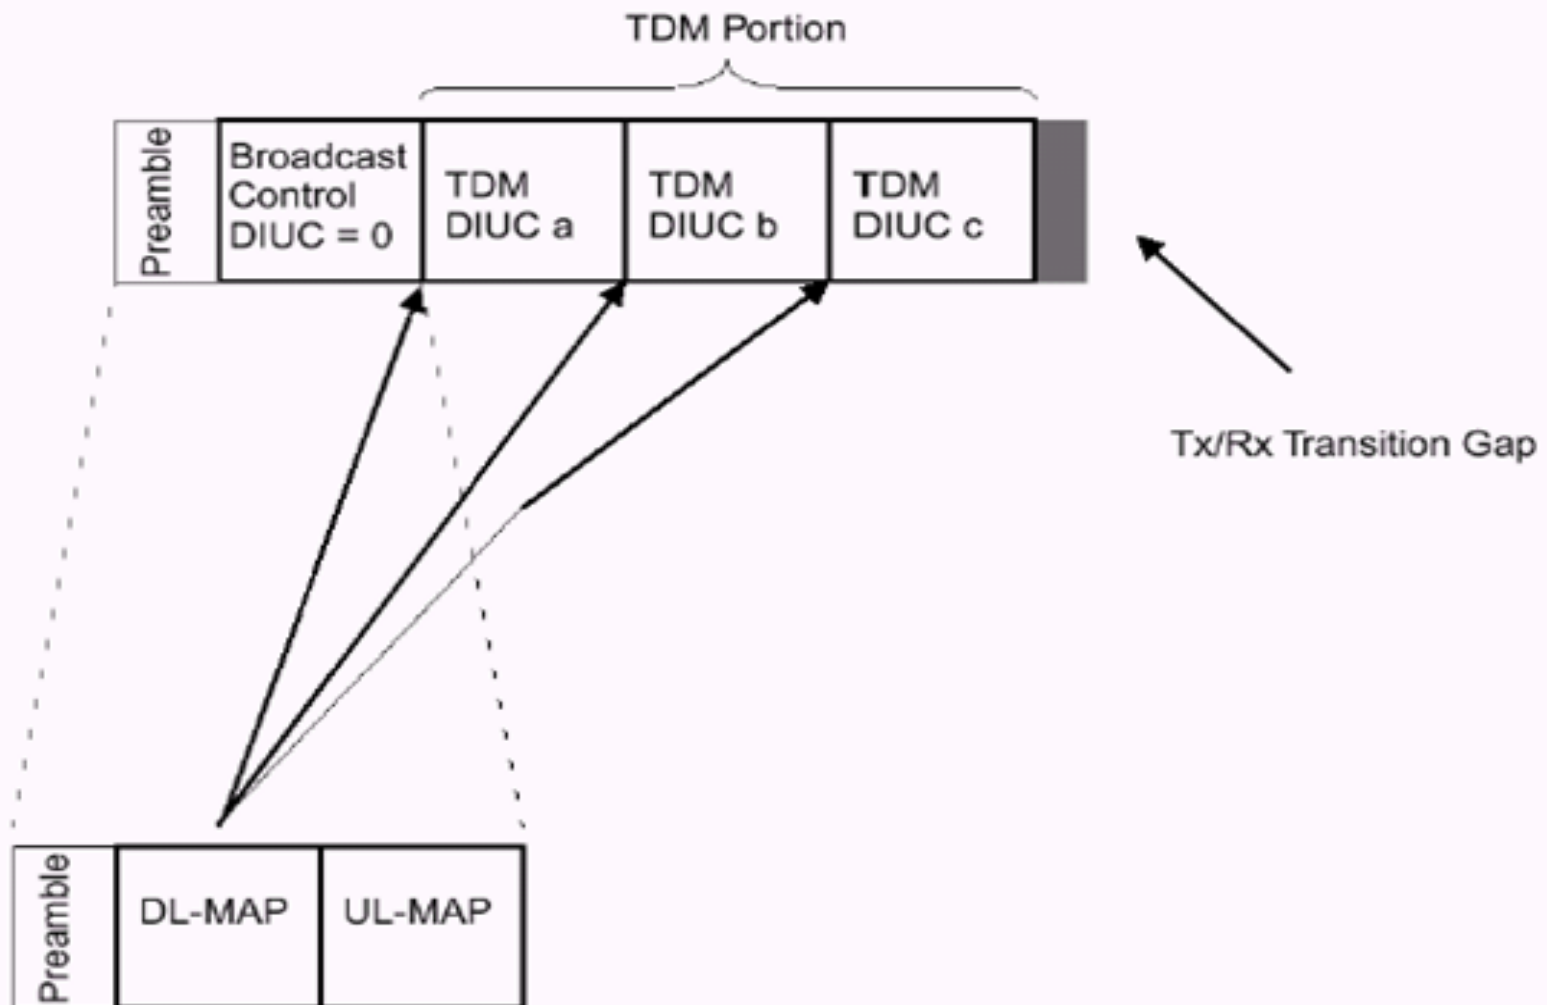 TDM Portion
Preamble
Broadcast
Control
DIUC = 0
TDM
DIUC a
TDM
DIUC b
TDM
DIUC c
Tx/Rx Transition Gap
Preamble
DL-MAP
UL-MAP